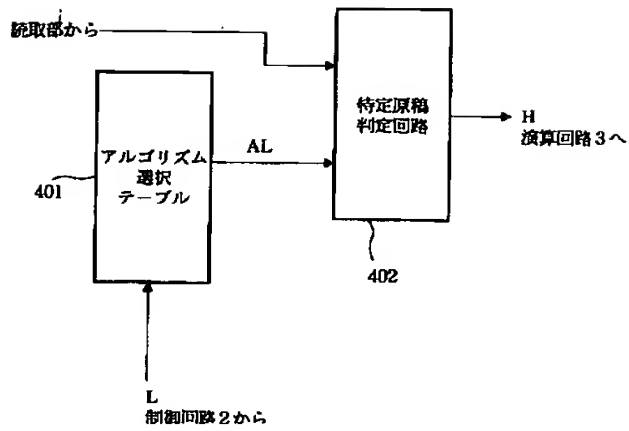 読取部から
特定原稿
判定回路
H
演算回路3へ
アルゴリズム
選択
テーブル
AL
401
402
L
制御回路2から